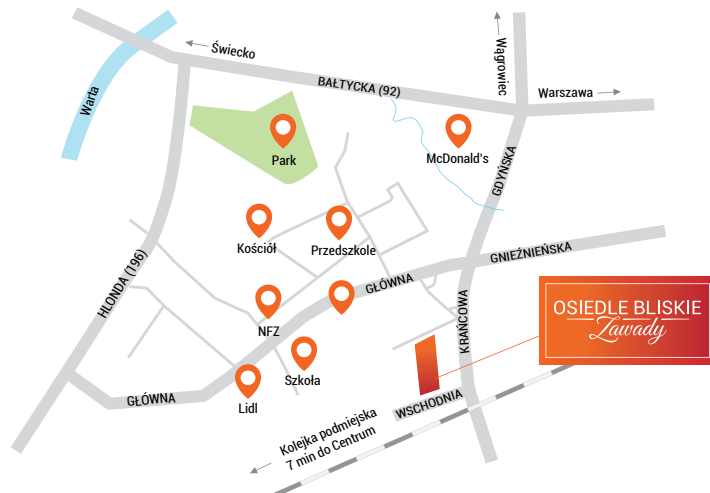 Świecko
Wągrowiec
BAŁTYCKA (92)
Warszawa
Warta
Park
McDonald's
GDYŃSKA
Kościół
Przedszkole
GNIEŹNIEŃSKA
HLONDA (196)
GŁÓWNA
NFZ
KRAŃCOWA
OSIEDLE BLISKIE
Zawady
Szkoła
GŁÓWNA
Lidl
WSCHODNIA
Kolejka podmiejska
7 min do Centrum